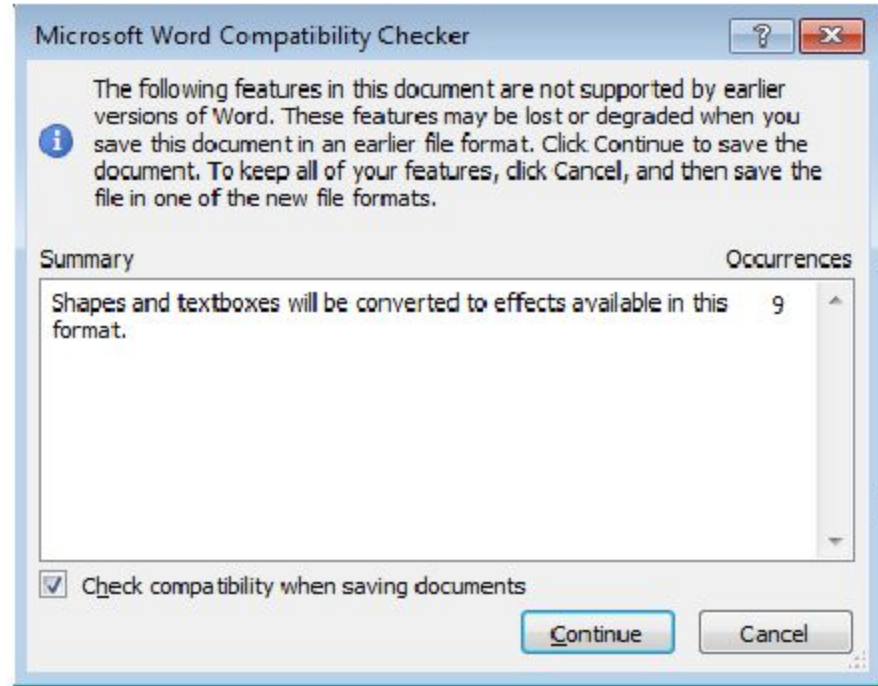 Microsoft Word Compatibility Checker
?
The following features in this document are not supported by earlier
versions of Word. These features may be lost or degraded when you
save this document in an earlier file format. Click Continue to save the
document. To keep all of your features, click Cancel, and then save the
file in one of the new file formats.
Summary Occurrences
Shapes and textboxes will be converted to effects available in this 9
format.
Check compatibility when saving documents
Continue Cancel